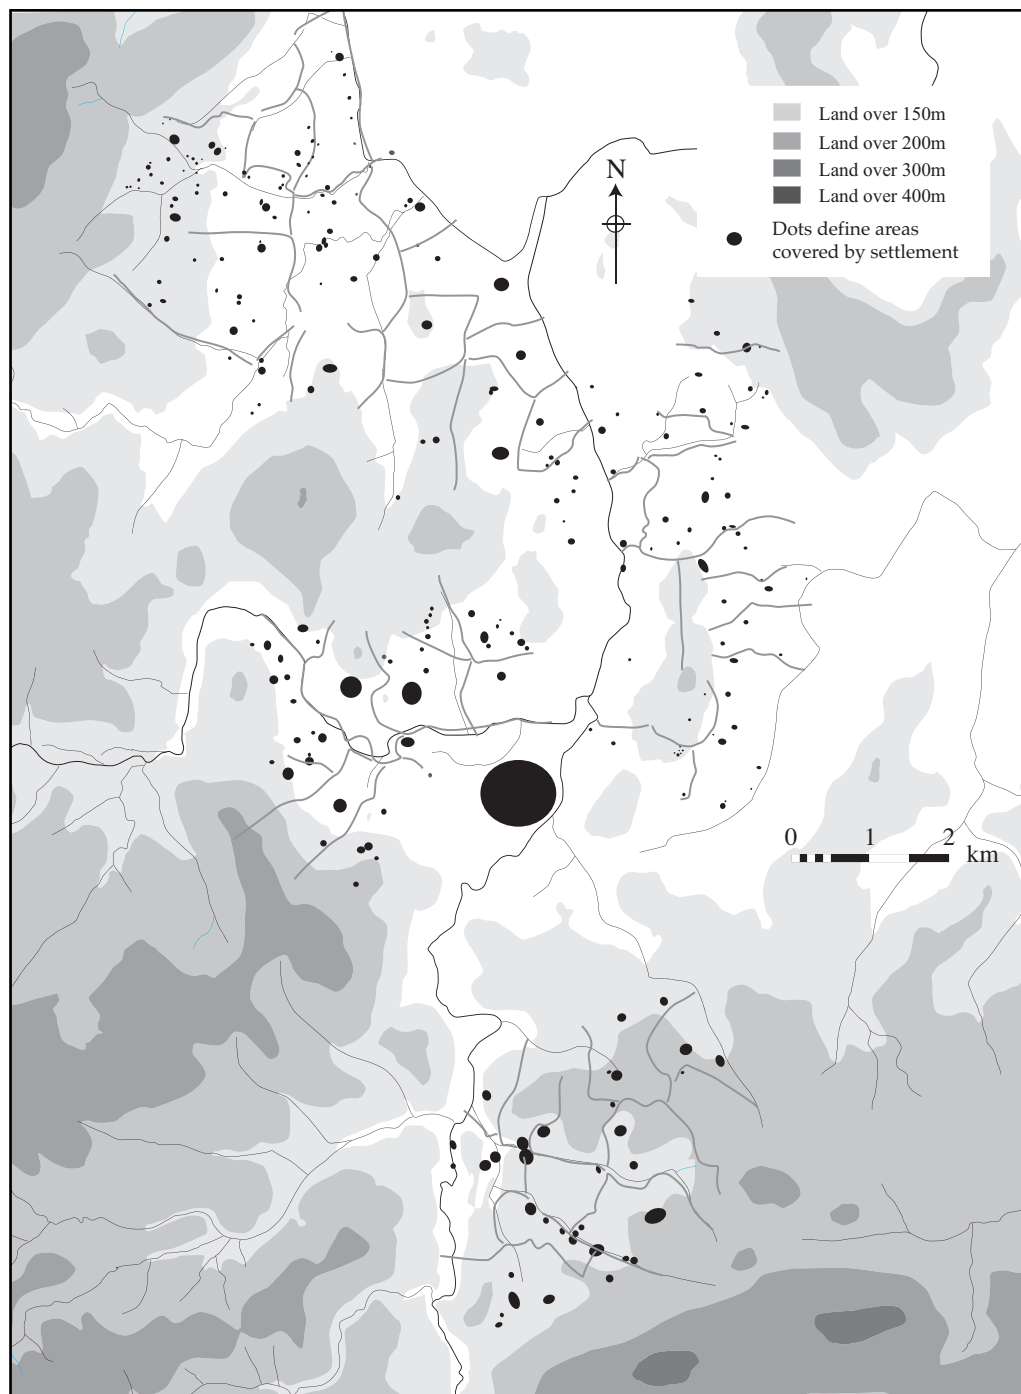 Land over 150m
Land over 200m
Land over 300m
Land over 400m
Dots define areas
covered by settlement
N
0 1 2
km